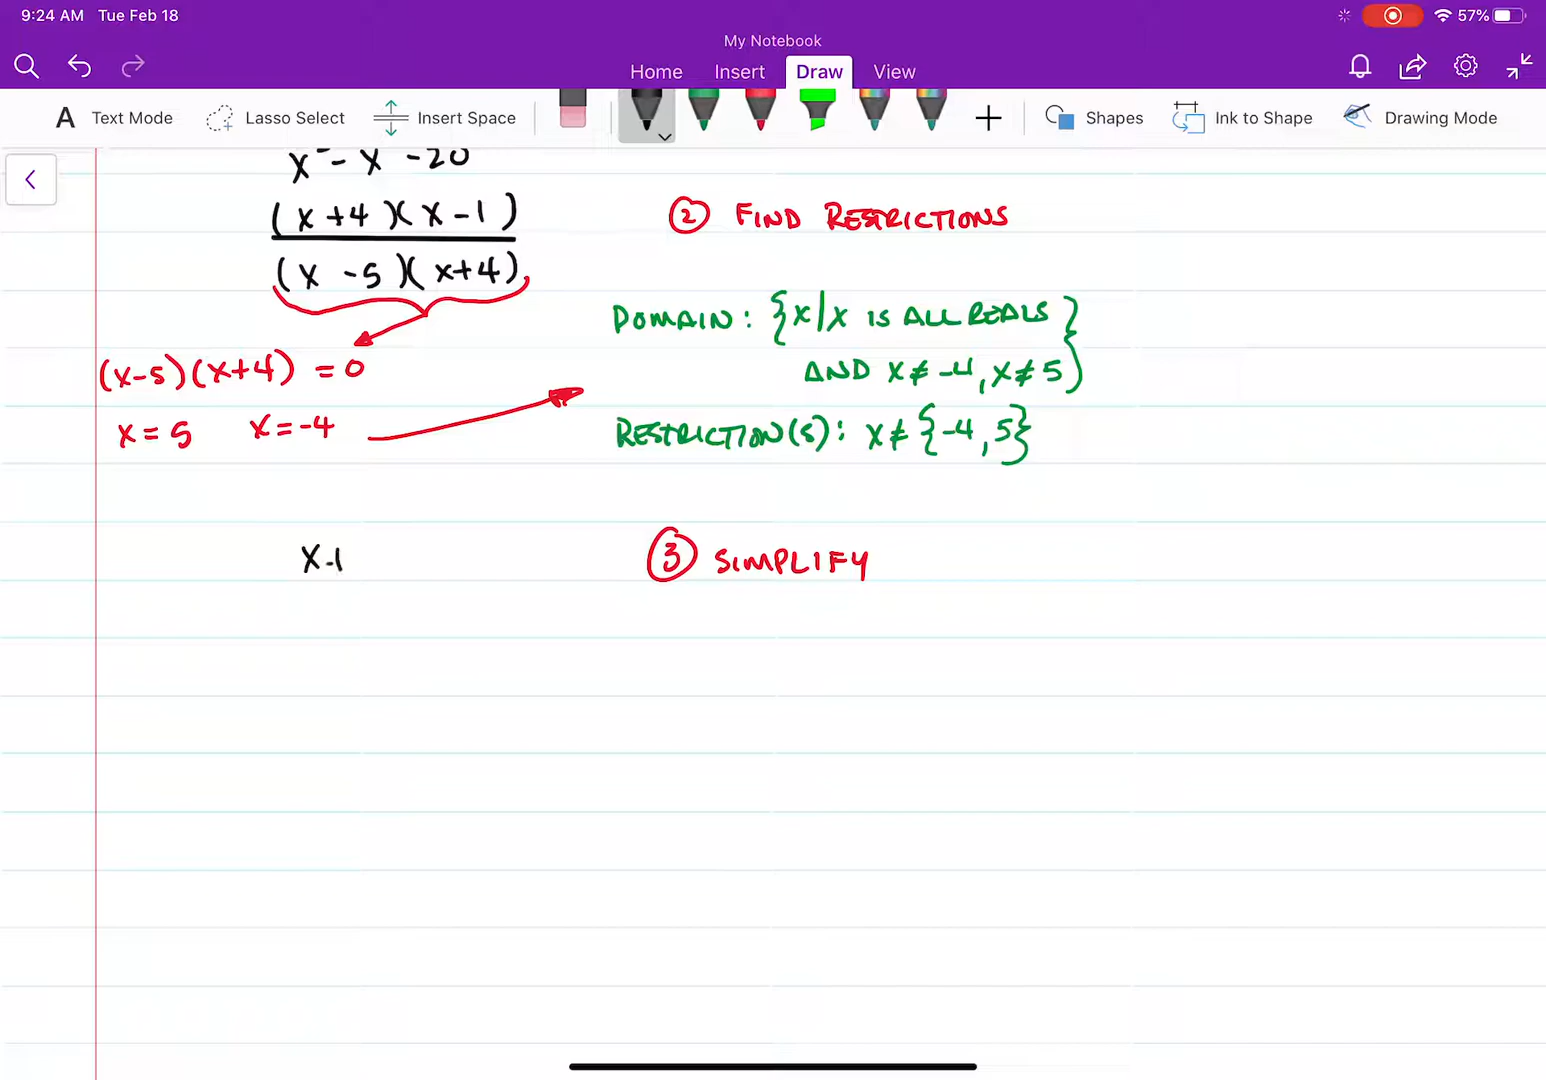 9:24 AM Tue Feb 18
57%
My Notebook
Home Insert Draw View
A Text Mode Lasso Select Insert Space Shapes Ink to Shape Drawing Mode
x² - x - 20
(x+4)(x-1)
(x-5)(x+4)
② FIND RESTRICTIONS
DOMAIN: {x|x IS ALL REALS
AND x≠-4, x≠5}
(x-5)(x+4) = 0
x = 5 x = -4
RESTRICTION(S): x≠{-4, 5}
x-1
③ SIMPLIFY